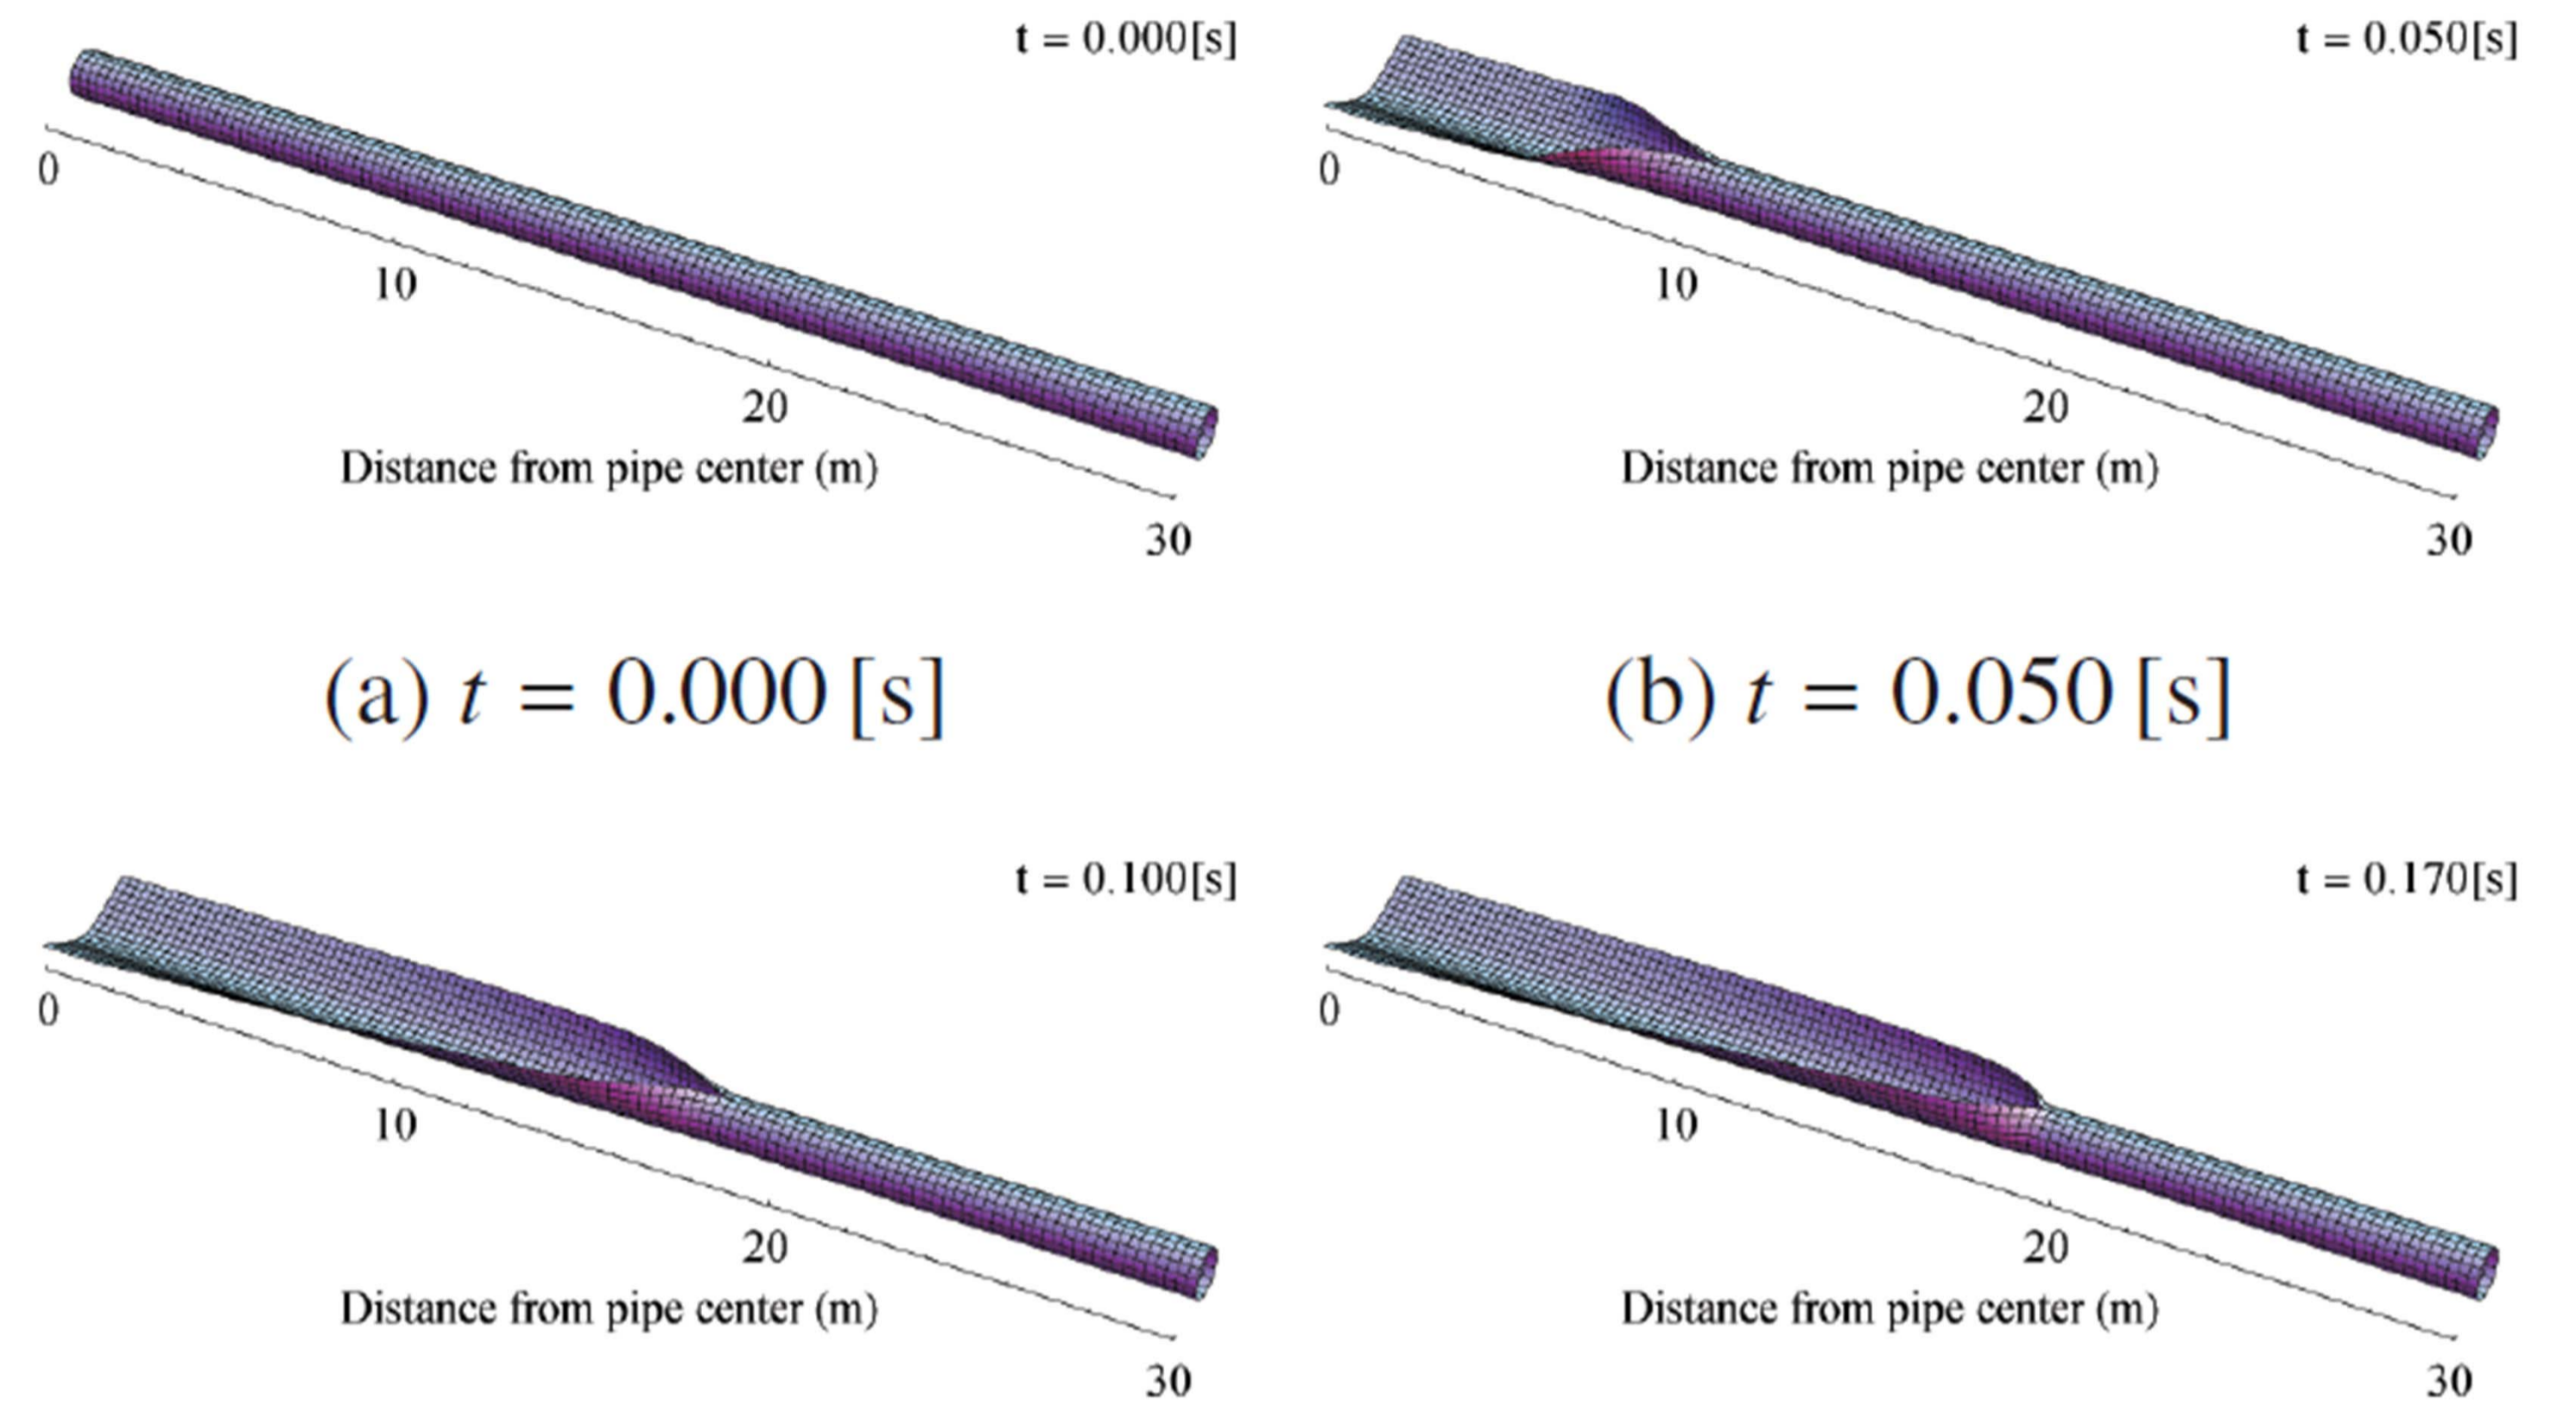 t = 0.000[s]
0
10
20
30
Distance from pipe center (m)
(a) t = 0.000 [s]
t = 0.050[s]
0
10
20
30
Distance from pipe center (m)
(b) t = 0.050 [s]
t = 0.100[s]
0
10
20
30
Distance from pipe center (m)
t = 0.170[s]
0
10
20
30
Distance from pipe center (m)